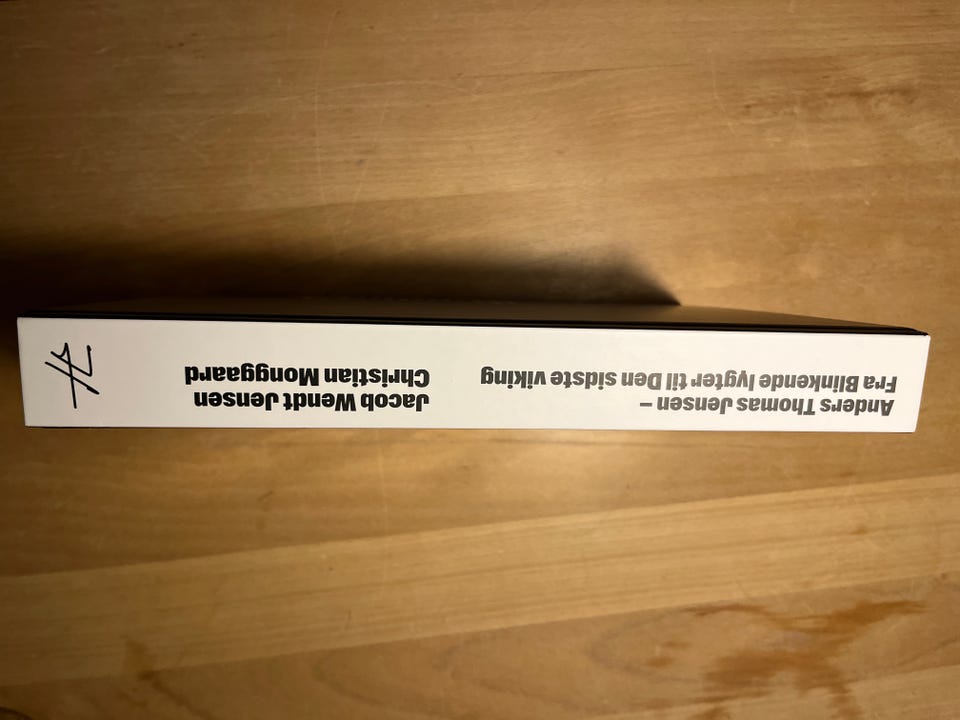 Anders Thomas Jensen –
Fra Blinkende lygter til Den sidste viking
Jacob Wendt Jensen
Christian Monggaard